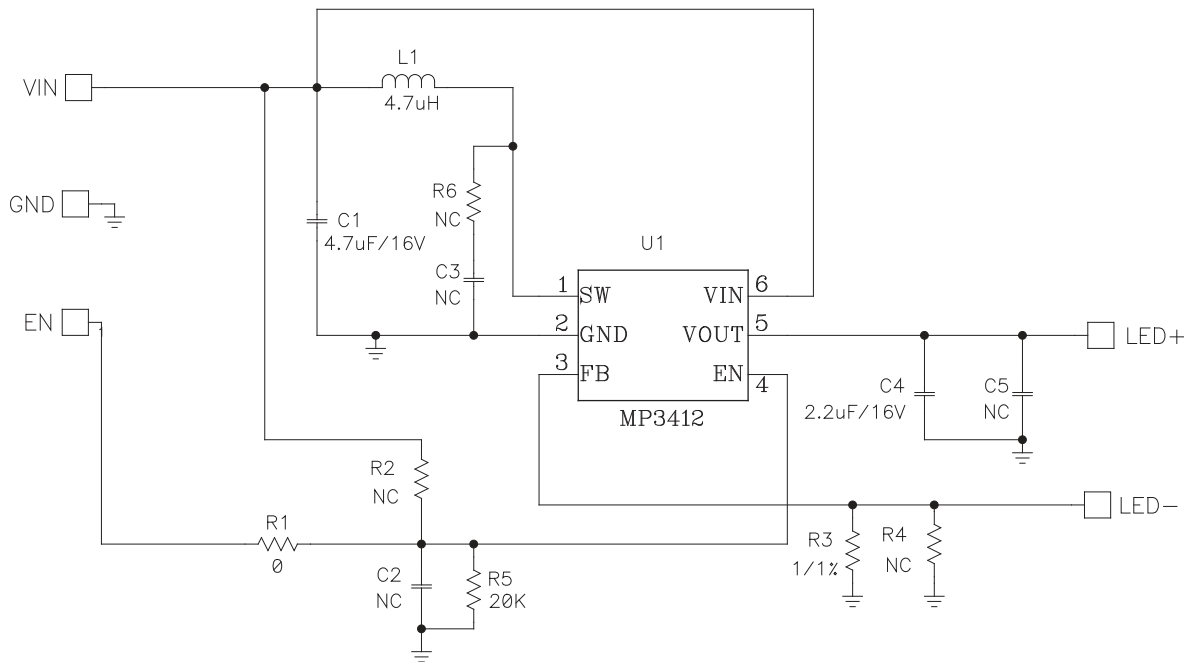 L1
VIN
4.7uH
R6
NC
GND
C1
4.7uF/16V
U1
C3
NC
1
SW
VIN
6
EN
2
GND
VOUT
5
LED+
3
FB
EN
4
C4
2.2uF/16V
C5
NC
MP3412
R2
NC
LED-
R1
0
R3
1/1%
R4
NC
C2
NC
R5
20K